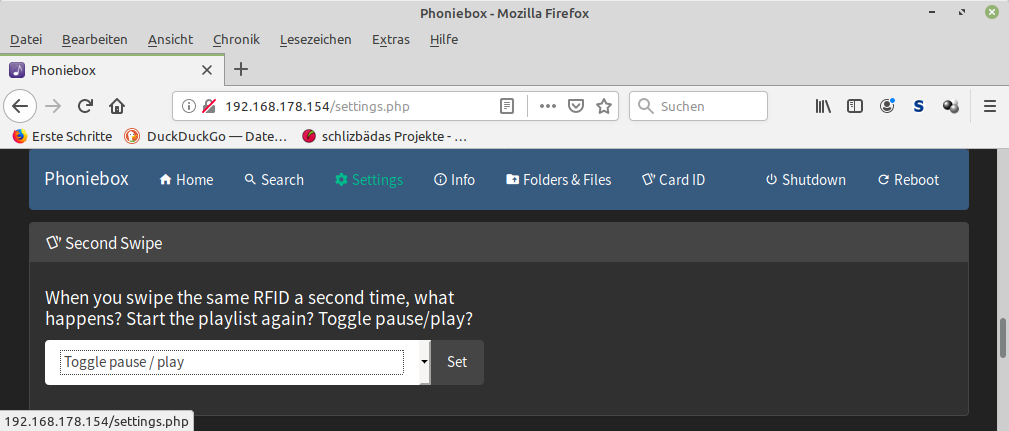 Phoniebox - Mozilla Firefox
Datei Bearbeiten Ansicht Chronik Lesezeichen Extras Hilfe
Phoniebox
192.168.178.154/settings.php
Suchen
S
Erste Schritte DuckDuckGo — Date… schlizbädas Projekte - …
Phoniebox Home Search Settings Info Folders & Files Card ID Shutdown Reboot
Second Swipe
When you swipe the same RFID a second time, what
happens? Start the playlist again? Toggle pause/play?
Toggle pause / play Set
192.168.178.154/settings.php